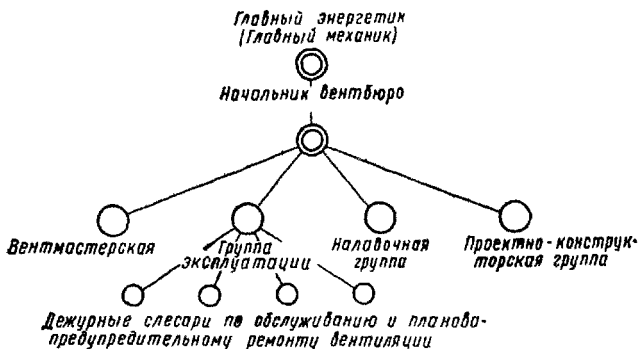 Главный энергетик
(Главный механик)
Начальник вентбюро
Вентмастерская
Группа
эксплуатации
Наладочная
группа
Проектно-конструк-
торская группа
Дежурные слесари по обслуживанию и планово-
предупредительному ремонту вентиляции